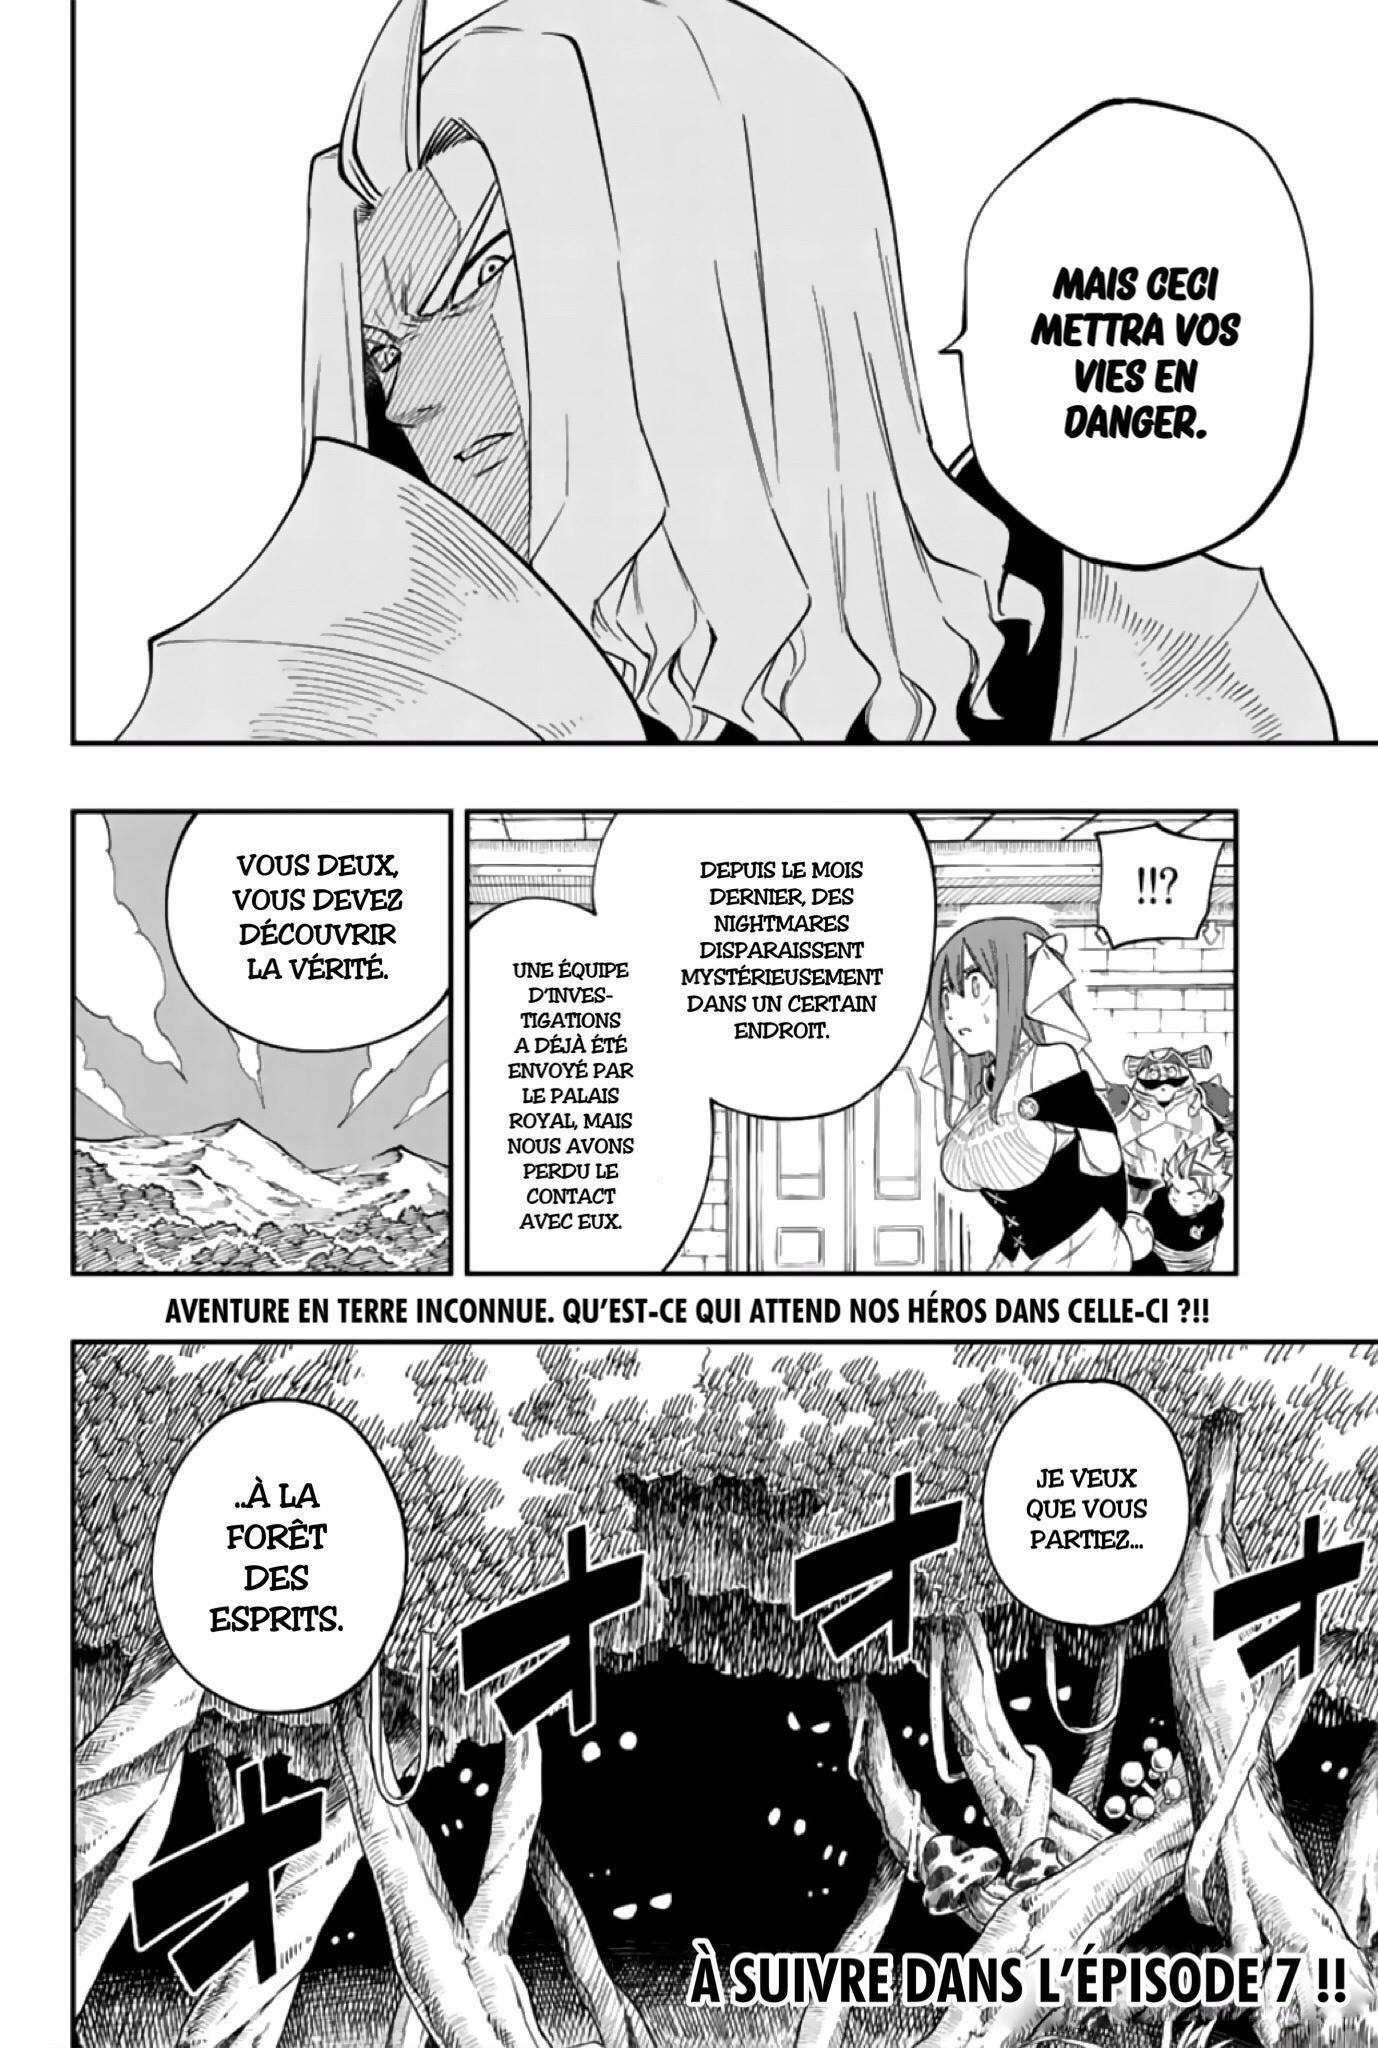 MAIS CECI
METTRA VOS
VIES EN
DANGER.
!!?
DEPUIS LE MOIS
DERNIER, DES
NIGHTMARES
DISPARAISSENT
MYSTÉRIEUSEMENT
DANS UN CERTAIN
ENDROIT.
UNE ÉQUIPE
D'INVES-
TIGATIONS
A DÉJÀ ÉTÉ
ENVOYÉ PAR
LE PALAIS
ROYAL, MAIS
NOUS AVONS
PERDU LE
CONTACT
AVEC EUX.
VOUS DEUX,
VOUS DEVEZ
DÉCOUVRIR
LA VÉRITÉ.
AVENTURE EN TERRE INCONNUE. QU'EST-CE QUI ATTEND NOS HÉROS DANS CELLE-CI ?!!
JE VEUX
QUE VOUS
PARTIEZ...
..À LA
FORÊT
DES
ESPRITS.
オ
オ
オ
オ
À SUIVRE DANS L'ÉPISODE 7 !!